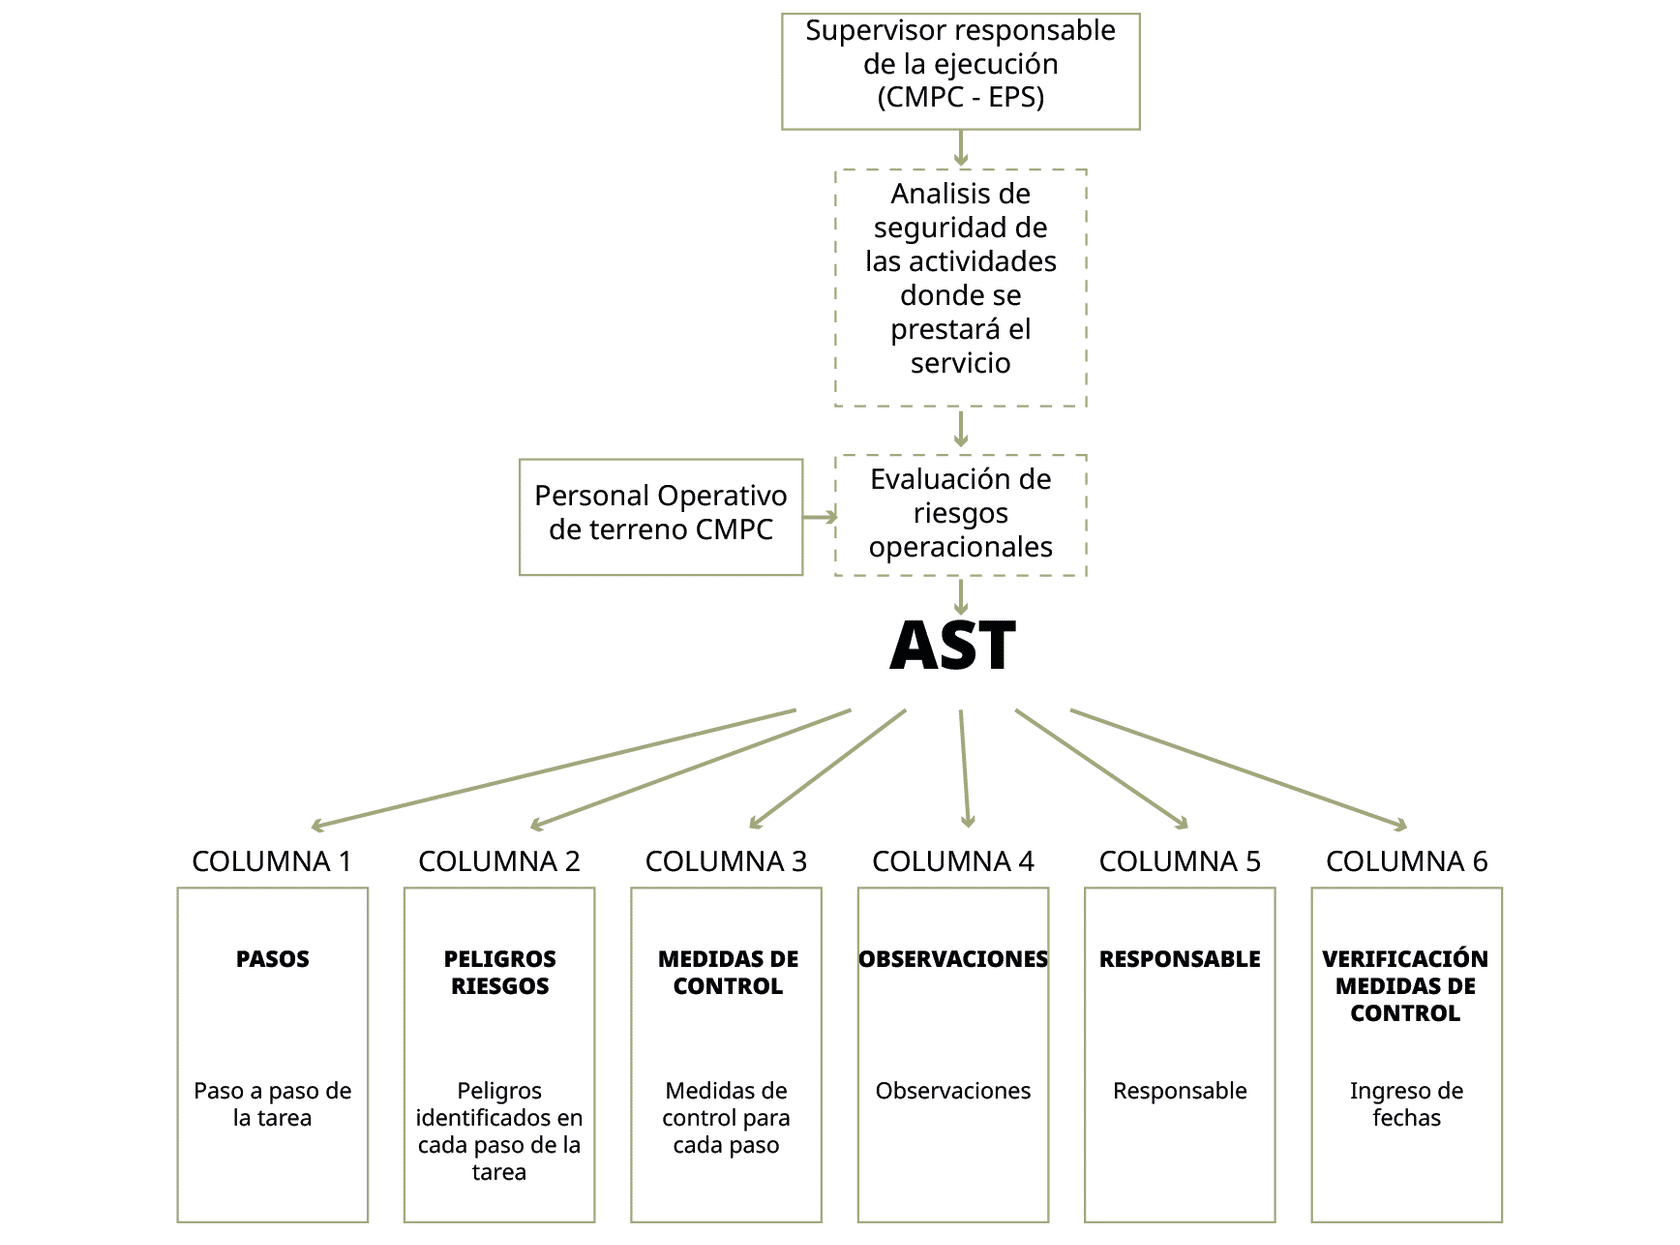 Supervisor responsable
de la ejecución
(CMPC - EPS)
Analisis de
seguridad de
las actividades
donde se
prestará el
servicio
Personal Operativo
de terreno CMPC
Evaluación de
riesgos
operacionales
AST
COLUMNA 1
PASOS
Paso a paso de
la tarea
COLUMNA 2
PELIGROS
RIESGOS
Peligros
identificados en
cada paso de la
tarea
COLUMNA 3
MEDIDAS DE
CONTROL
Medidas de
control para
cada paso
COLUMNA 4
OBSERVACIONES
Observaciones
COLUMNA 5
RESPONSABLE
Responsable
COLUMNA 6
VERIFICACIÓN
MEDIDAS DE
CONTROL
Ingreso de
fechas